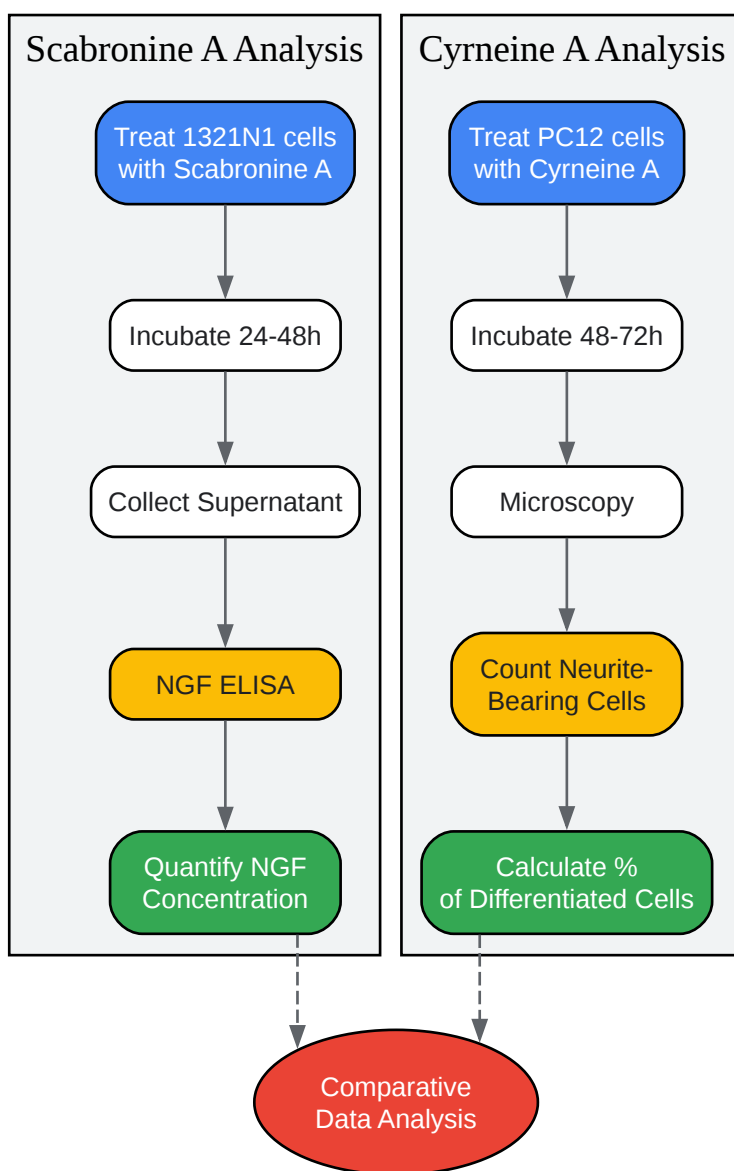 Scabronine A Analysis
Treat 1321N1 cells
with Scabronine A
Incubate 24-48h
Collect Supernatant
NGF ELISA
Quantify NGF
Concentration
Cyrneine A Analysis
Treat PC12 cells
with Cyrneine A
Incubate 48-72h
Microscopy
Count Neurite-
Bearing Cells
Calculate %
of Differentiated Cells
Comparative
Data Analysis